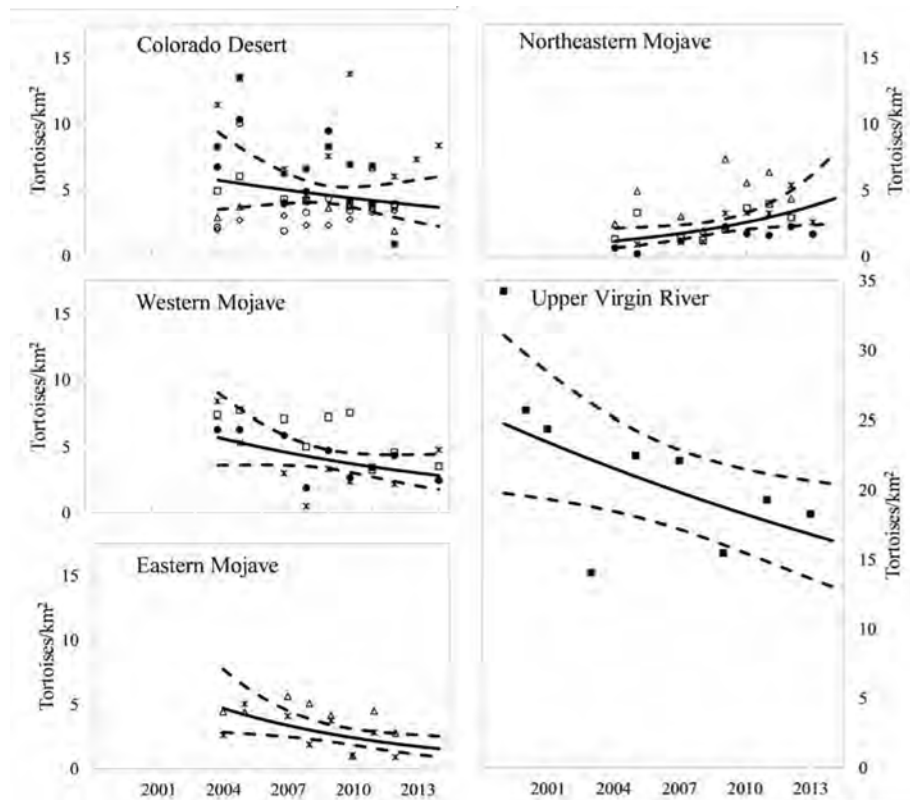 Colorado Desert
Tortoises/km²
15
10
5
0
Northeastern Mojave
15
10
5
0
Tortoises/km²
Western Mojave
Tortoises/km²
15
10
5
0
Eastern Mojave
Tortoises/km²
15
10
5
0
2001 2004 2007 2010 2013
Upper Virgin River
35
30
25
20
15
10
5
0
Tortoises/km²
2001 2004 2007 2010 2013